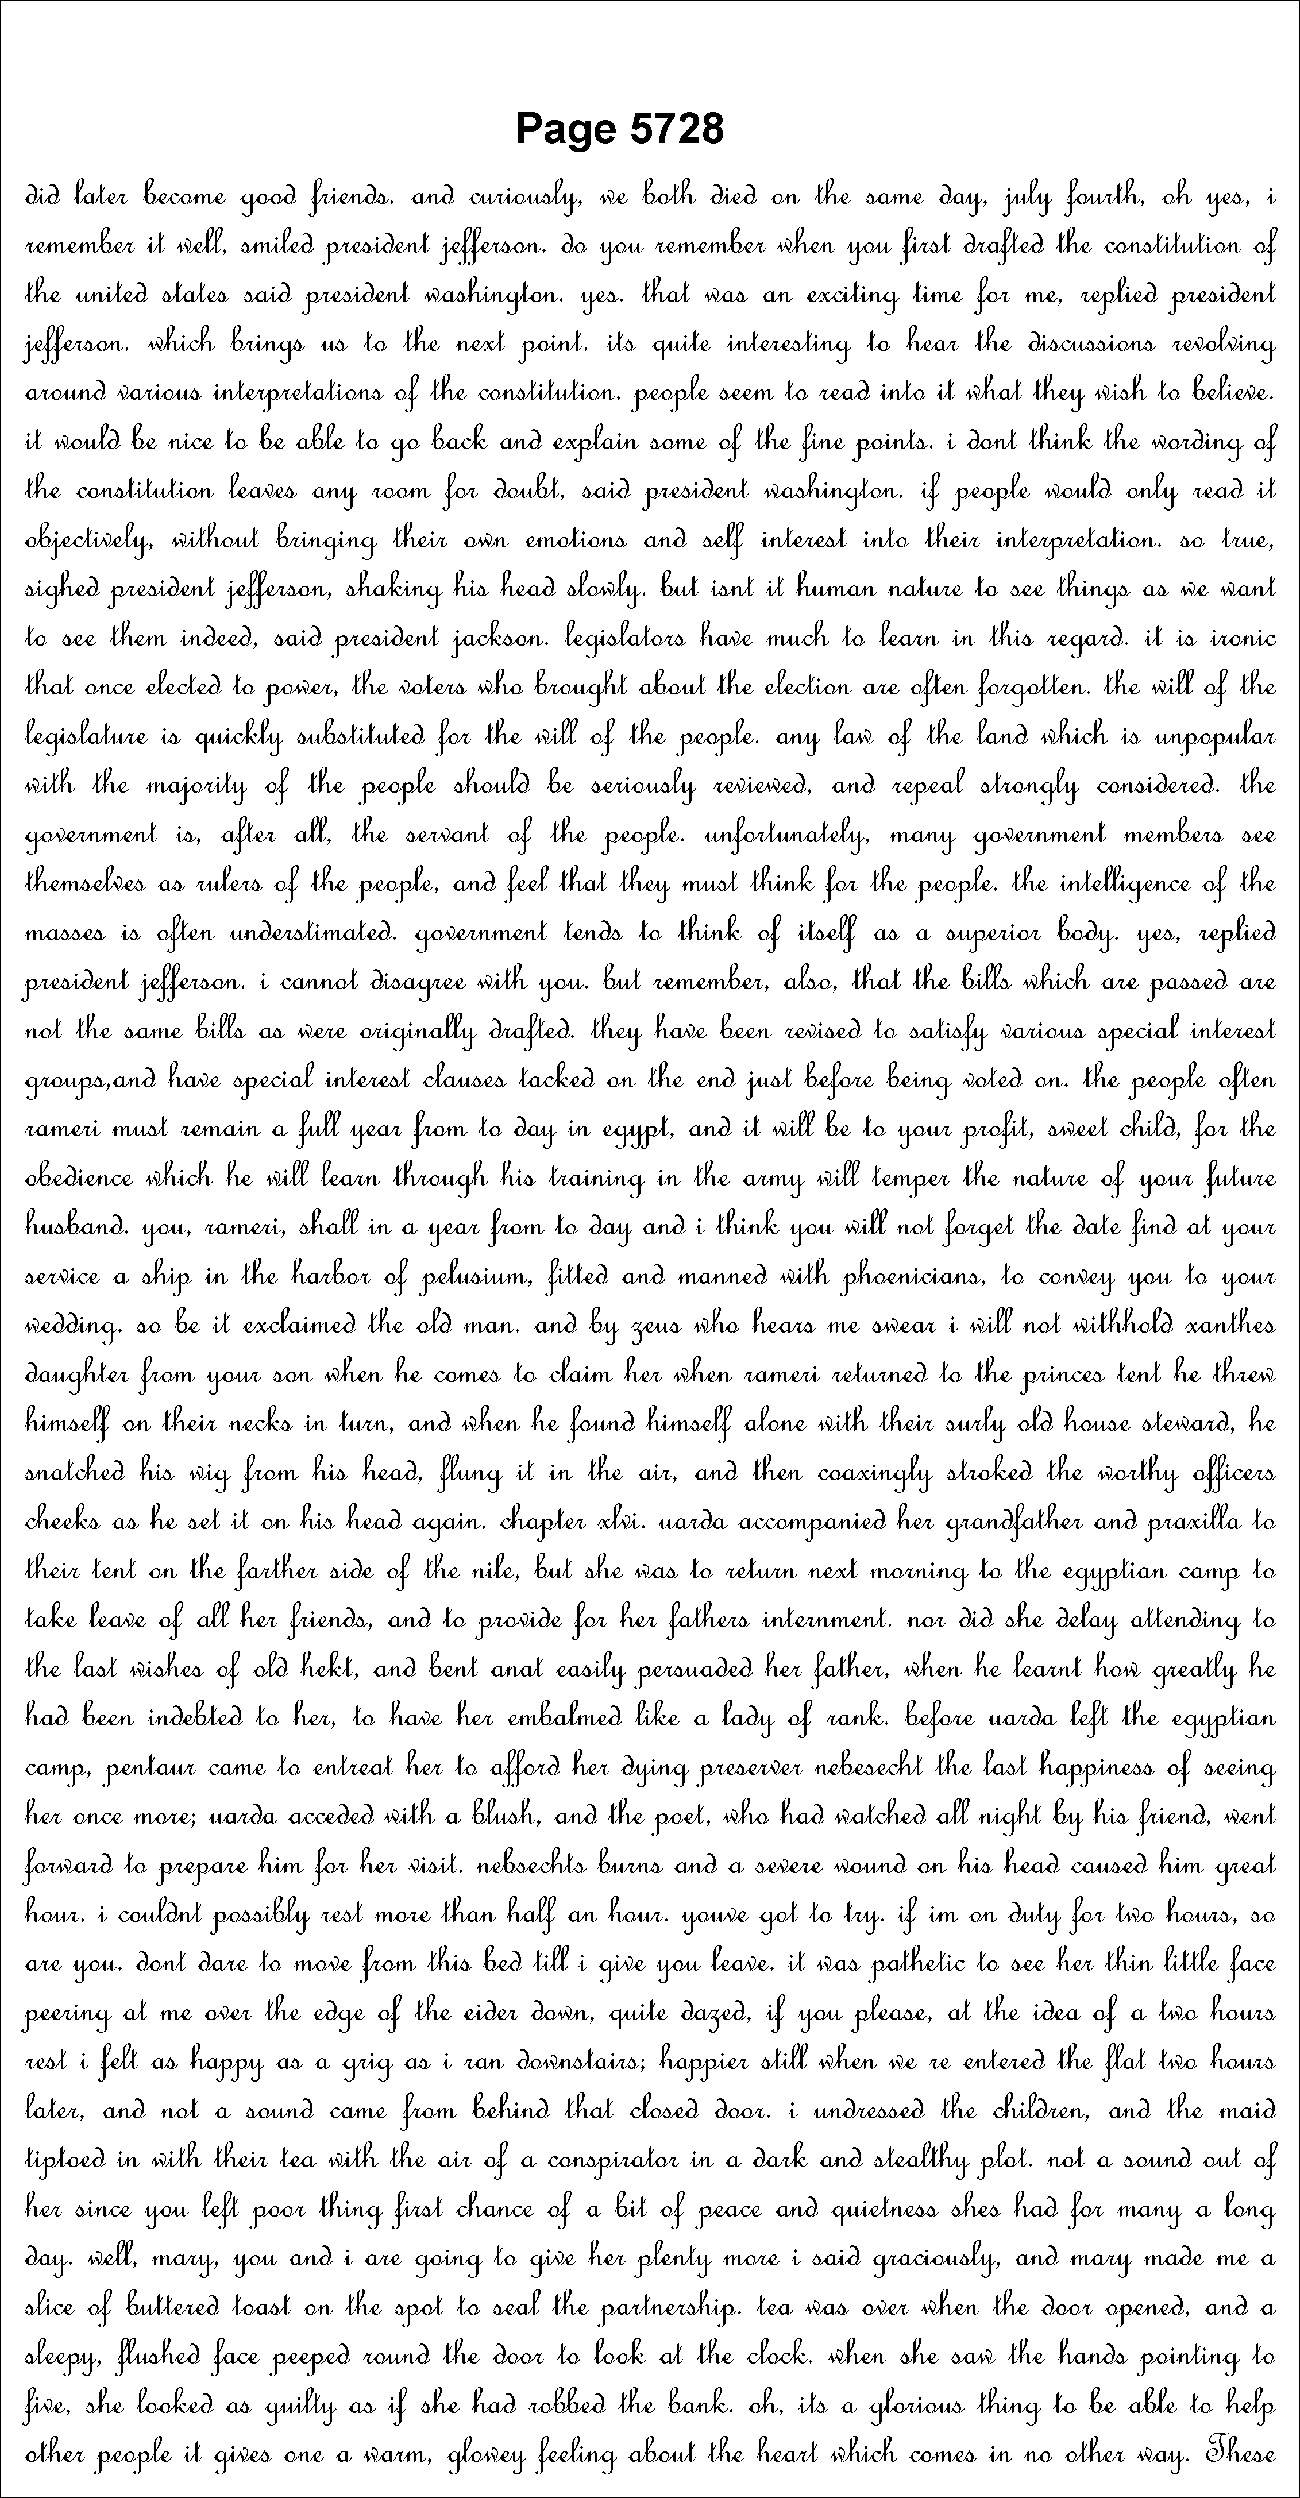 Page 5728
did later become good friends. and curiously, we both died on the same day, july fourth, oh yes, i
remember it well, smiled president jefferson. do you remember when you first drafted the constitution of
the united states said president washington. yes. that was an exciting time for me, replied president
jefferson. which brings us to the next point. its quite interesting to hear the discussions revolving
around various interpretations of the constitution. people seem to read into it what they wish to believe.
it would be nice to be able to go back and explain some of the fine points. i dont think the wording of
the constitution leaves any room for doubt, said president washington. if people would only read it
objectively, without bringing their own emotions and self interest into their interpretation. so true,
sighed president jefferson, shaking his head slowly. but isnt it human nature to see things as we want
to see them indeed, said president jackson. legislators have much to learn in this regard. it is ironic
that once elected to power, the voters who brought about the election are often forgotten. the will of the
legislature is quickly substituted for the will of the people. any law of the land which is unpopular
with the majority of the people should be seriously reviewed, and repeal strongly considered. the
government is, after all, the servant of the people. unfortunately, many government members see
themselves as rulers of the people, and feel that they must think for the people. the intelligence of the
masses is often understimated. government tends to think of itself as a superior body. yes, replied
president jefferson. i cannot disagree with you. but remember, also, that the bills which are passed are
not the same bills as were originally drafted. they have been revised to satisfy various special interest
groups,and have special interest clauses tacked on the end just before being voted on. the people often
rameri must remain a full year from to day in egypt, and it will be to your profit, sweet child, for the
obedience which he will learn through his training in the army will temper the nature of your future
husband. you, rameri, shall in a year from to day and i think you will not forget the date find at your
service a ship in the harbor of pelusium, fitted and manned with phoenicians, to convey you to your
wedding. so be it exclaimed the old man. and by zeus who hears me swear i will not withhold xanthes
daughter from your son when he comes to claim her when rameri returned to the princes tent he threw
himself on their necks in turn, and when he found himself alone with their surly old house steward, he
snatched his wig from his head, flung it in the air, and then coaxingly stroked the worthy officers
cheeks as he set it on his head again. chapter xlvi. uarda accompanied her grandfather and praxilla to
their tent on the farther side of the nile, but she was to return next morning to the egyptian camp to
take leave of all her friends, and to provide for her fathers internment. nor did she delay attending to
the last wishes of old hekt, and bent anat easily persuaded her father, when he learnt how greatly he
had been indebted to her, to have her embalmed like a lady of rank. before uarda left the egyptian
camp, pentaur came to entreat her to afford her dying preserver nebesecht the last happiness of seeing
her once more; uarda acceded with a blush, and the poet, who had watched all night by his friend, went
forward to prepare him for her visit. nebsechts burns and a severe wound on his head caused him great
hour. i couldnt possibly rest more than half an hour. youve got to try. if im on duty for two hours, so
are you. dont dare to move from this bed till i give you leave. it was pathetic to see her thin little face
peering at me over the edge of the eider down, quite dazed, if you please, at the idea of a two hours
rest i felt as happy as a grig as i ran downstairs; happier still when we re entered the flat two hours
later, and not a sound came from behind that closed door. i undressed the children, and the maid
tiptoed in with their tea with the air of a conspirator in a dark and stealthy plot. not a sound out of
her since you left poor thing first chance of a bit of peace and quietness shes had for many a long
day. well, mary, you and i are going to give her plenty more i said graciously, and mary made me a
slice of buttered toast on the spot to seal the partnership. tea was over when the door opened, and a
sleepy, flushed face peeped round the door to look at the clock. when she saw the hands pointing to
five, she looked as guilty as if she had robbed the bank. oh, its a glorious thing to be able to help
other people it gives one a warm, glowey feeling about the heart which comes in no other way. These